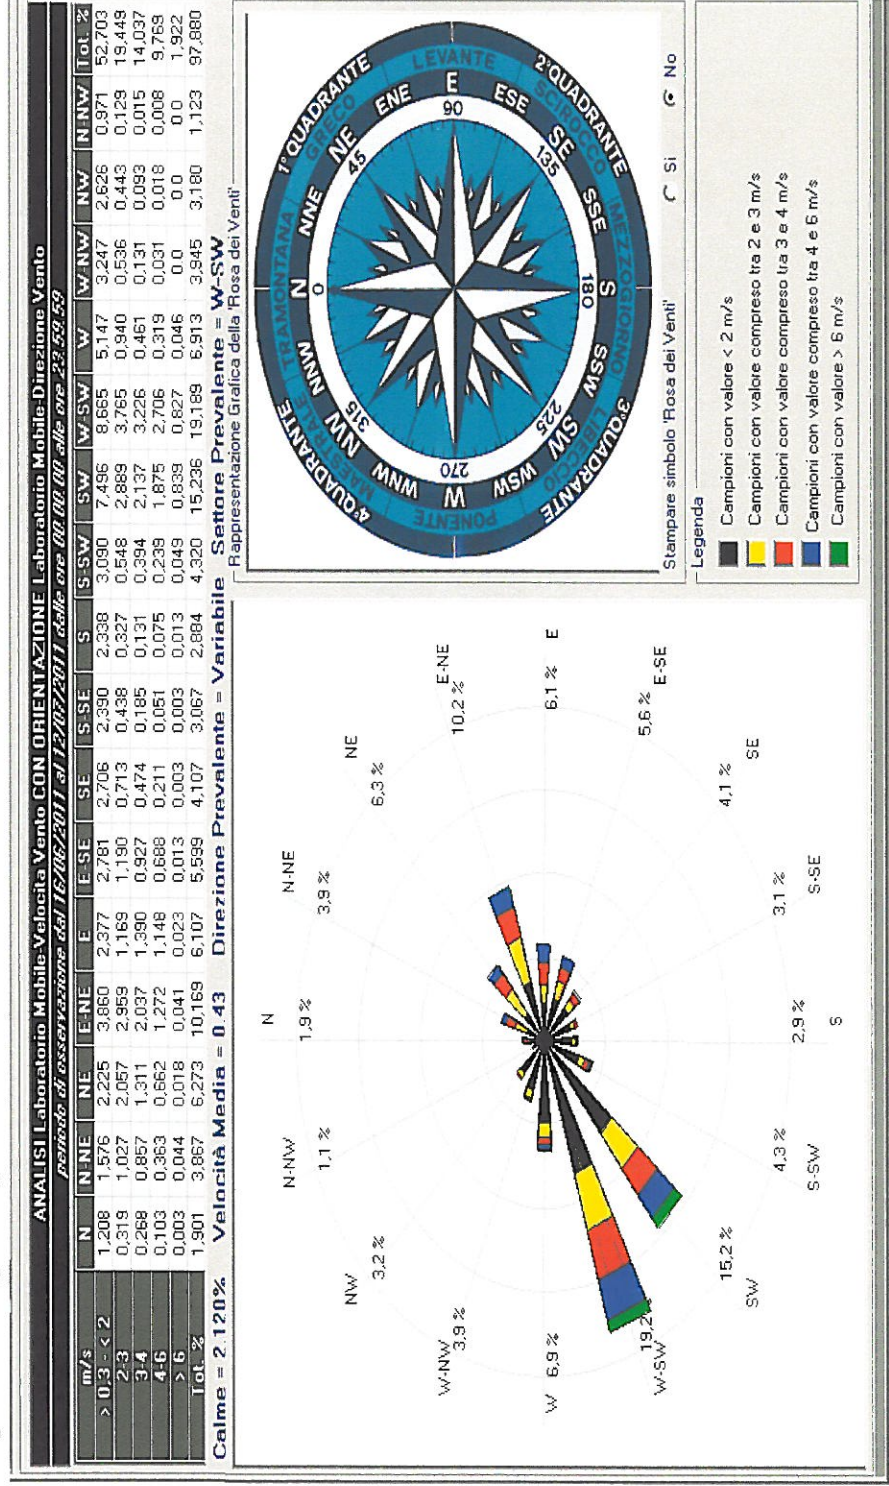 ANALISI Laboratorio Mobile-Velocita Vento CON ORIENTAZIONE Laboratorio Mobile-Direzione Vento
periodo di osservazione dal 16/06/2011 al 12/07/2011 dalle ore 00.00.00 alle ore 23.59.59
m/s N N-NE NE E-NE E E-SE SE S-SE S S-SW SW W-SW W W-NW NW N-NW Tot. %
> 0,3 - < 2 1,208 1,576 2,225 3,860 2,377 2,781 2,706 2,390 2,338 3,090 7,496 8,665 5,147 3,247 2,626 0,971 52,703
2-3 0,319 1,027 2,057 2,959 1,169 1,190 0,713 0,438 0,327 0,548 2,889 3,765 0,940 0,536 0,443 0,129 19,449
3-4 0,268 0,857 1,311 2,037 1,390 0,927 0,474 0,185 0,131 0,394 2,137 3,226 0,461 0,131 0,093 0,015 14,037
4-6 0,103 0,363 0,662 1,272 1,148 0,688 0,211 0,051 0,075 0,239 1,875 2,706 0,319 0,031 0,018 0,008 9,769
> 6 0,003 0,044 0,018 0,041 0,023 0,013 0,003 0,003 0,013 0,049 0,839 0,827 0,046 0.0 0.0 0.0 1,922
Tot. % 1,901 3,867 6,273 10,169 6,107 5,599 4,107 3,067 2,884 4,320 15,236 19,189 6,913 3,945 3,180 1,123 97,880
Calme = 2.120% Velocità Media = 0.43 Direzione Prevalente = Variabile Settore Prevalente = W-SW
N
1,9 %
N-NE
3,9 %
NE
6,3 %
E-NE
10,2 %
E
6,1 %
E-SE
5,6 %
SE
4,1 %
S-SE
3,1 %
S
2,9 %
S-SW
4,3 %
SW
15,2 %
W-SW
19,2
W 6,9 %
W-NW
3,9 %
NW
3,2 %
N-NW
1,1 %
Rappresentazione Grafica della 'Rosa dei Venti'
1°QUADRANTE
2°QUADRANTE
3°QUADRANTE
4°QUADRANTE
TRAMONTANA
GRECO
LEVANTE
SCIROCCO
MEZZOGIORNO
LIBECCIO
PONENTE
MAESTRALE
N NNE NE ENE E ESE SE SSE S SSW SW WSW W WNW NW NNW
0 45 90 135 180 225 270 315
Stampare simbolo 'Rosa dei Venti' Si No
Legenda
Campioni con valore < 2 m/s
Campioni con valore compreso tra 2 e 3 m/s
Campioni con valore compreso tra 3 e 4 m/s
Campioni con valore compreso tra 4 e 6 m/s
Campioni con valore > 6 m/s